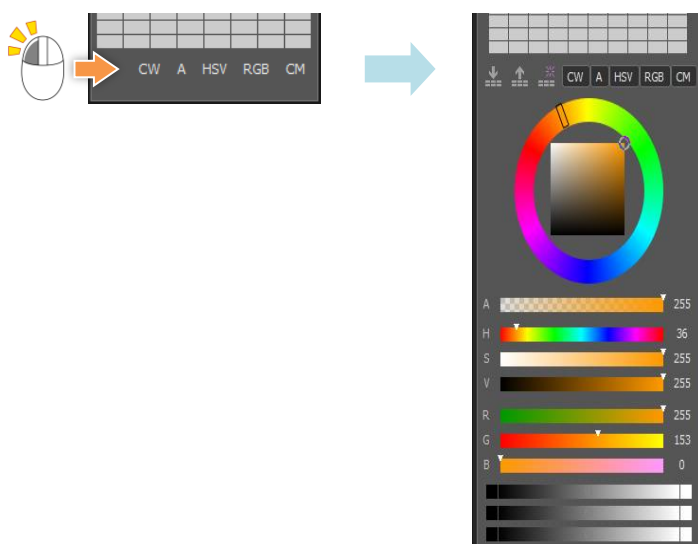 CW A HSV RGB CM
CW A HSV RGB CM
A 255
H 36
S 255
V 255
R 255
G 153
B 0